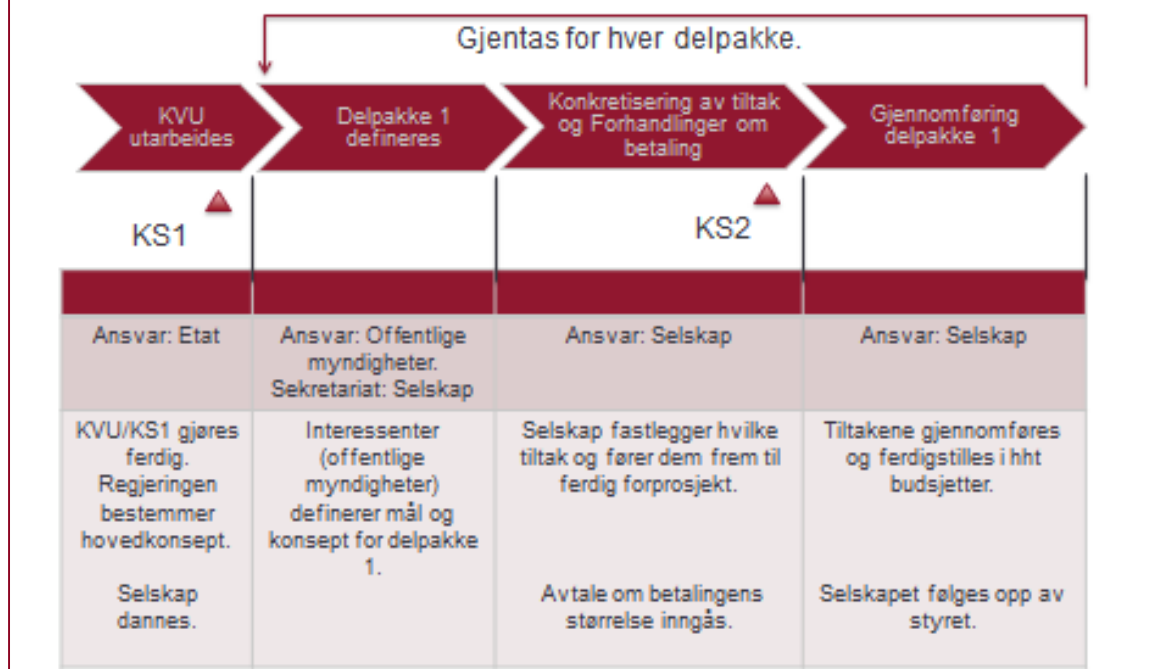 Gjentas for hver delpakke.
KVU
utarbeides
Delpakke 1
defineres
Konkretisering av tiltak
og Forhandlinger om
betaling
Gjennomføring
delpakke 1
KS1
KS2
Ansvar: Etat
Ansvar: Offentlige
myndigheter.
Sekretariat: Selskap
Ansvar: Selskap
Ansvar: Selskap
KVU/KS1 gjøres
ferdig.
Regjeringen
bestemmer
hovedkonsept.
Selskap
dannes.
Interessenter
(offentlige
myndigheter)
definerer mål og
konsept for delpakke
1.
Selskap fastlegger hvilke
tiltak og fører dem frem til
ferdig forprosjekt.
Avtale om betalingens
størrelse inngås.
Tiltakene gjennomføres
og ferdigstilles i hht
budsjetter.
Selskapet følges opp av
styret.